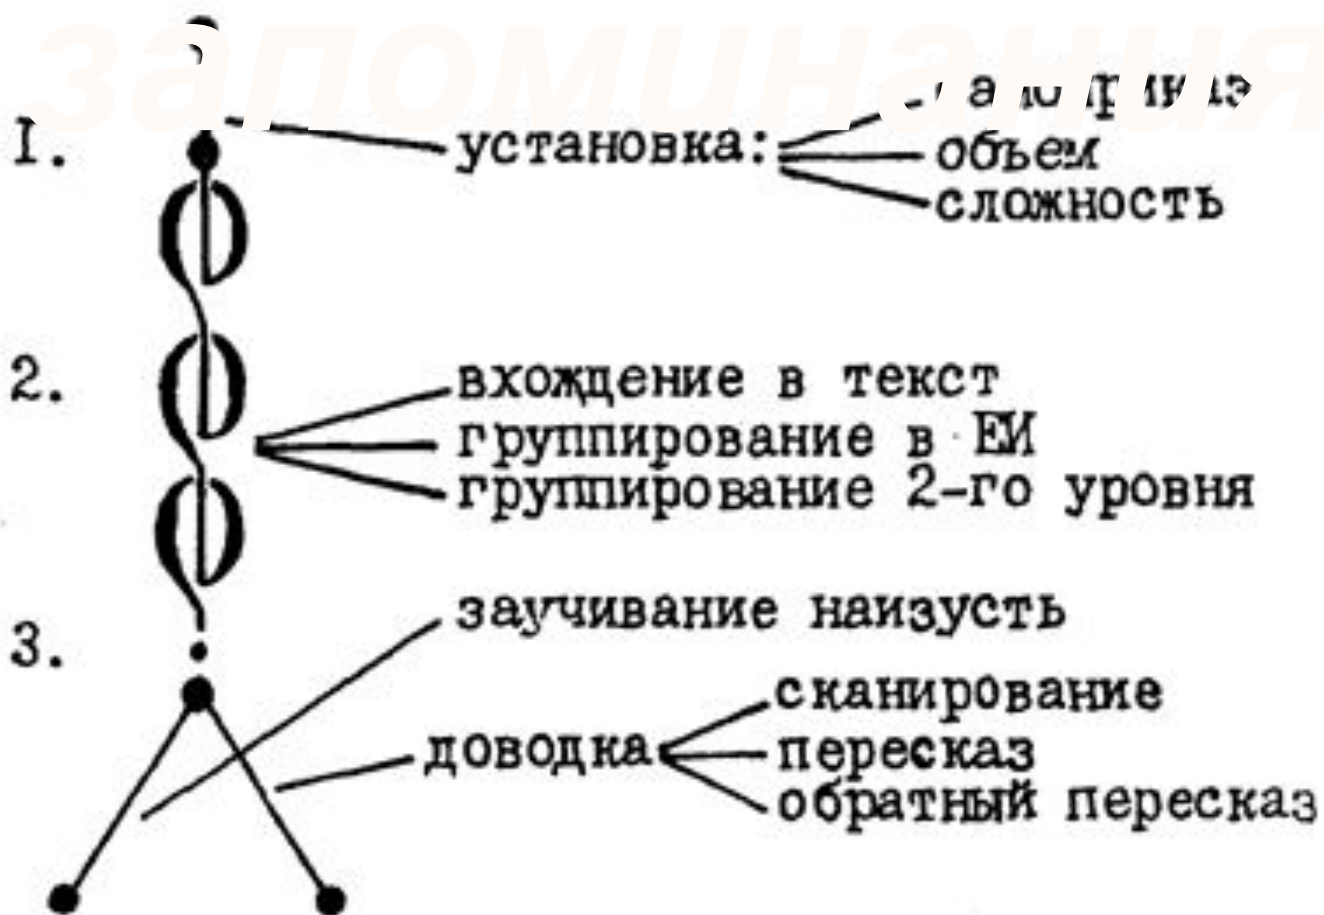 запоминания
1.
установка:
объем
сложность
2.
вхождение в текст
группирование в ЕИ
группирование 2-го уровня
3.
заучивание наизусть
сканирование
доводка
пересказ
обратный пересказ